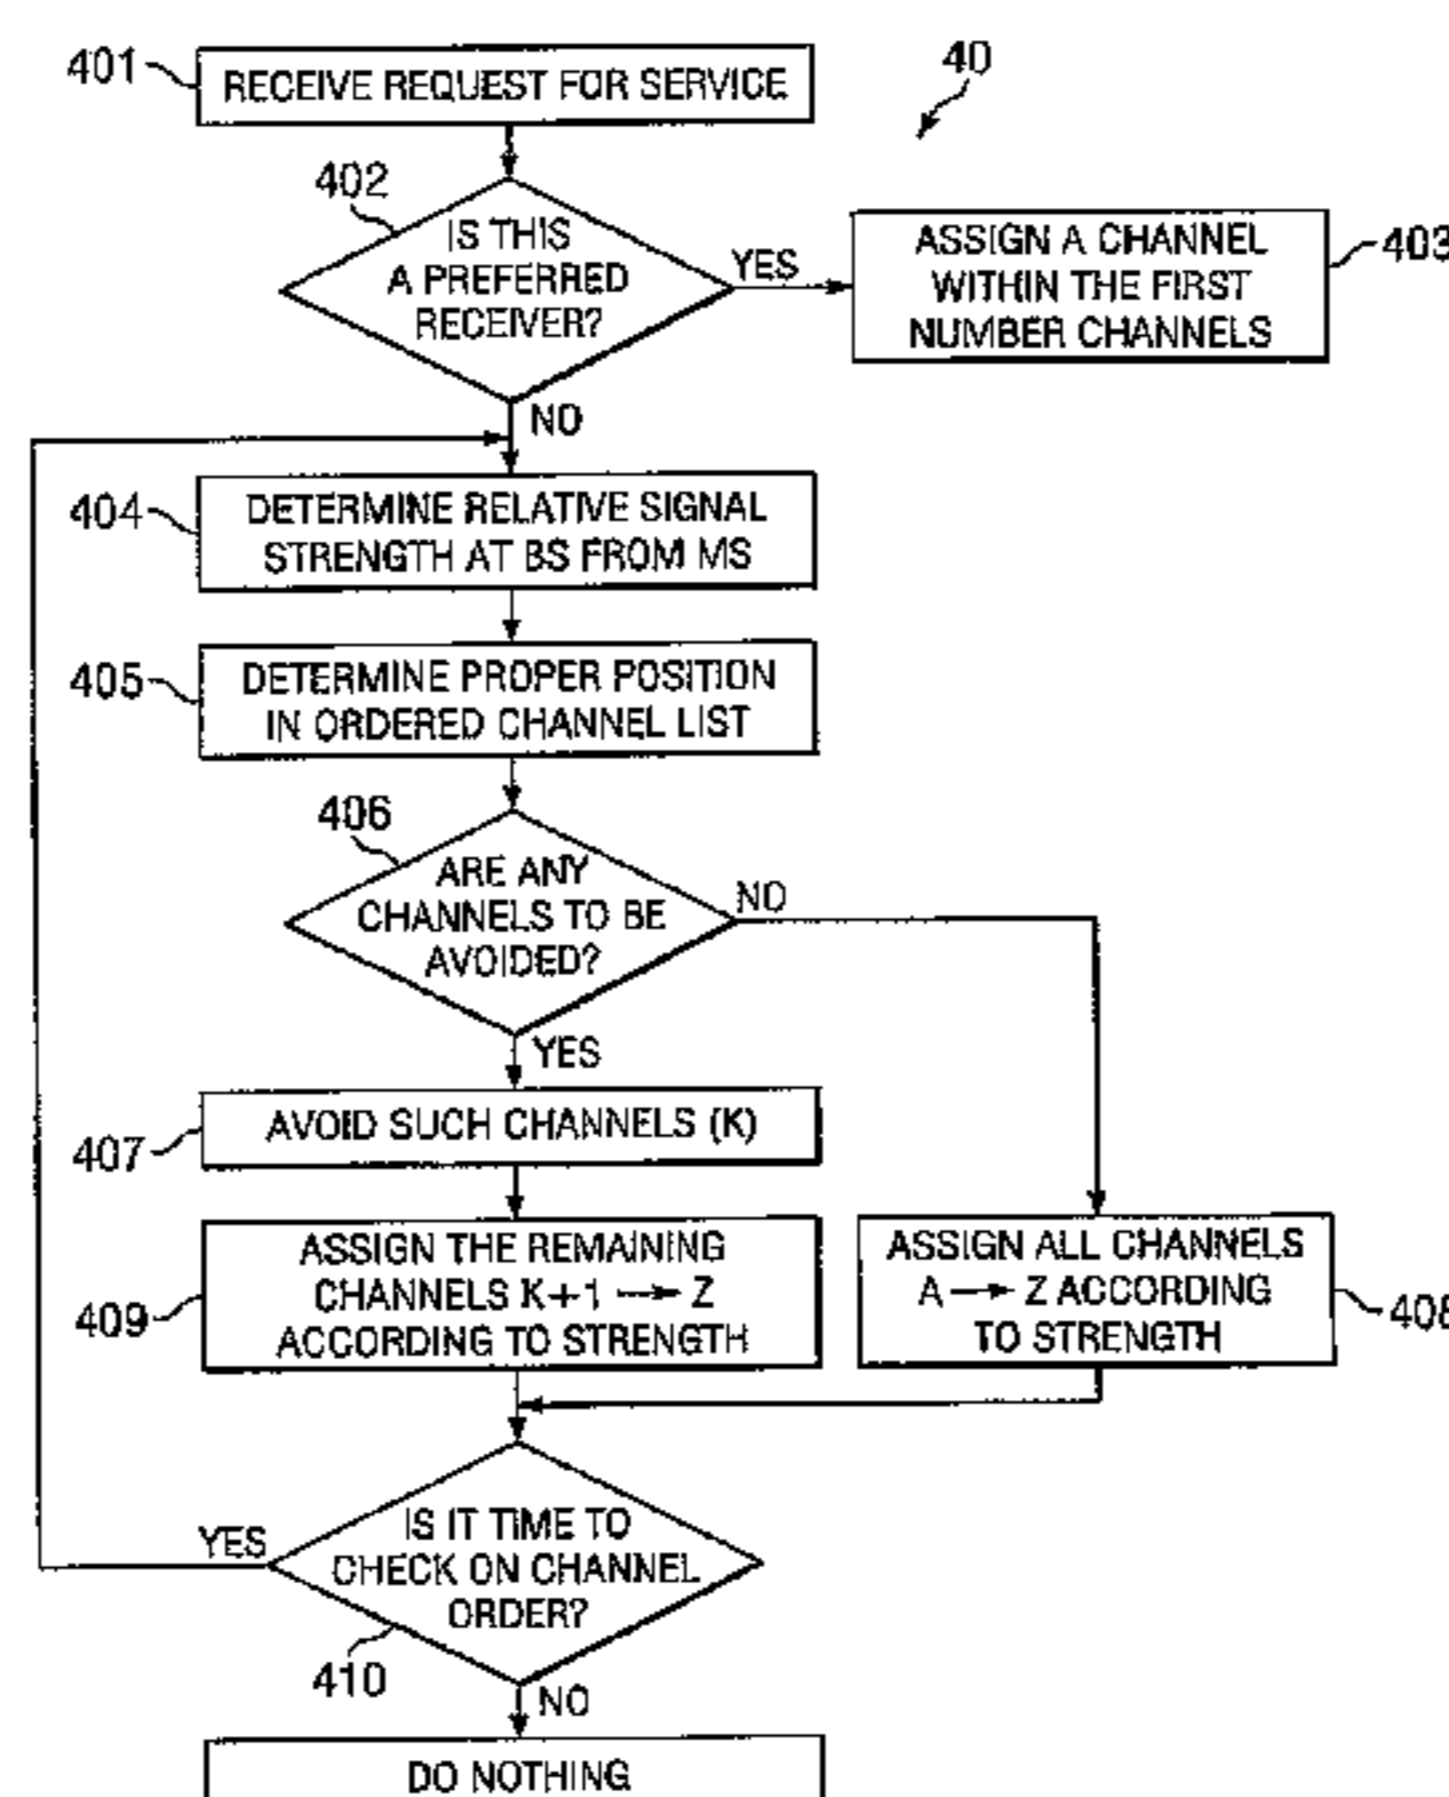 401
RECEIVE REQUEST FOR SERVICE
40
402
IS THIS
A PREFERRED
RECEIVER?
YES
ASSIGN A CHANNEL
WITHIN THE FIRST
NUMBER CHANNELS
403
NO
404
DETERMINE RELATIVE SIGNAL
STRENGTH AT BS FROM MS
405
DETERMINE PROPER POSITION
IN ORDERED CHANNEL LIST
406
ARE ANY
CHANNELS TO BE
AVOIDED?
NO
YES
407
AVOID SUCH CHANNELS (K)
409
ASSIGN THE REMAINING
CHANNELS K+1 → Z
ACCORDING TO STRENGTH
ASSIGN ALL CHANNELS
A → Z ACCORDING
TO STRENGTH
408
IS IT TIME TO
CHECK ON CHANNEL
ORDER?
YES
410
NO
DO NOTHING